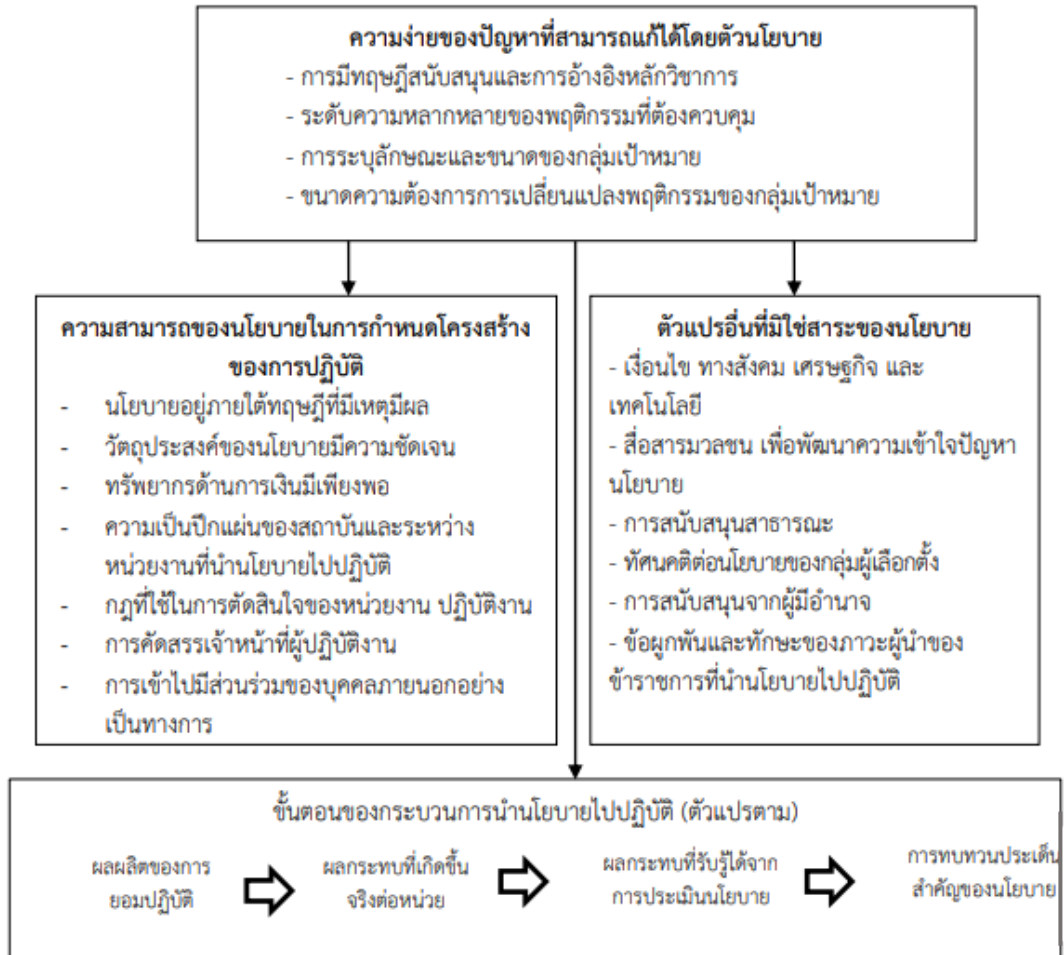 ความง่ายของปัญหาที่สามารถแก้ได้โดยตัวนโยบาย
- การมีทฤษฎีสนับสนุนและการอ้างอิงหลักวิชาการ
- ระดับความหลากหลายของพฤติกรรมที่ต้องควบคุม
- การระบุลักษณะและขนาดของกลุ่มเป้าหมาย
- ขนาดความต้องการการเปลี่ยนแปลงพฤติกรรมของกลุ่มเป้าหมาย
ความสามารถของนโยบายในการกำหนดโครงสร้าง
ของการปฏิบัติ
- นโยบายอยู่ภายใต้ทฤษฎีที่มีเหตุมีผล
- วัตถุประสงค์ของนโยบายมีความชัดเจน
- ทรัพยากรด้านการเงินมีเพียงพอ
- ความเป็นปึกแผ่นของสถาบันและระหว่าง
หน่วยงานที่นำนโยบายไปปฏิบัติ
- กฎที่ใช้ในการตัดสินใจของหน่วยงาน ปฏิบัติงาน
- การคัดสรรเจ้าหน้าที่ผู้ปฏิบัติงาน
- การเข้าไปมีส่วนร่วมของบุคคลภายนอกอย่าง
เป็นทางการ
ตัวแปรอื่นที่มิใช่สาระของนโยบาย
- เงื่อนไข ทางสังคม เศรษฐกิจ และ
เทคโนโลยี
- สื่อสารมวลชน เพื่อพัฒนาความเข้าใจปัญหา
นโยบาย
- การสนับสนุนสาธารณะ
- ทัศนคติต่อนโยบายของกลุ่มผู้เลือกตั้ง
- การสนับสนุนจากผู้มีอำนาจ
- ข้อผูกพันและทักษะของภาวะผู้นำของ
ข้าราชการที่นำนโยบายไปปฏิบัติ
ขั้นตอนของกระบวนการนำนโยบายไปปฏิบัติ (ตัวแปรตาม)
ผลผลิตของการ
ยอมปฏิบัติ
ผลกระทบที่เกิดขึ้น
จริงต่อหน่วย
ผลกระทบที่รับรู้ได้จาก
การประเมินนโยบาย
การทบทวนประเด็น
สำคัญของนโยบาย